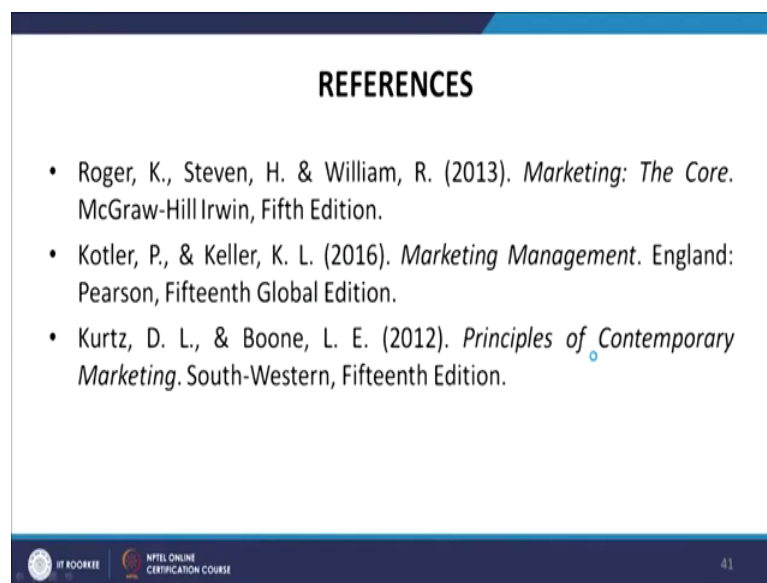 REFERENCES
• Roger, K., Steven, H. & William, R. (2013). Marketing: The Core.
McGraw-Hill Irwin, Fifth Edition.
• Kotler, P., & Keller, K. L. (2016). Marketing Management. England:
Pearson, Fifteenth Global Edition.
• Kurtz, D. L., & Boone, L. E. (2012). Principles of Contemporary
Marketing. South-Western, Fifteenth Edition.
IIT ROORKEE
NPTEL ONLINE
CERTIFICATION COURSE
41